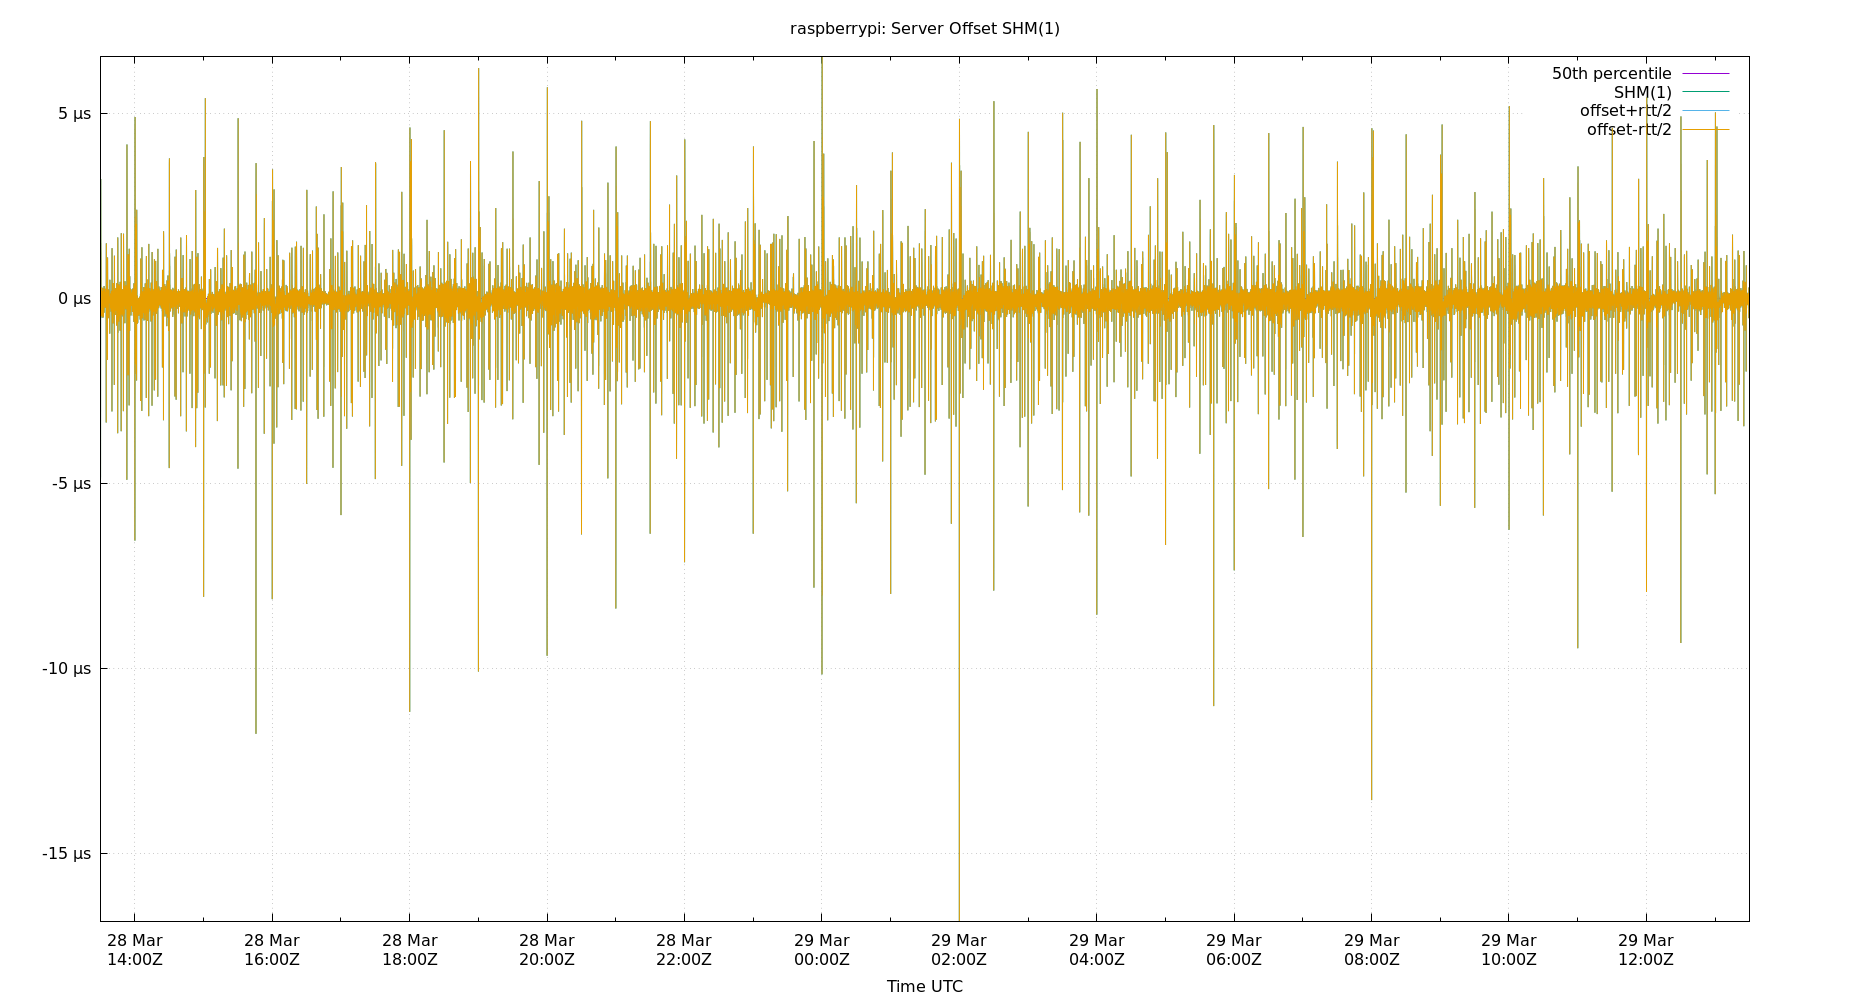 raspberrypi: Server Offset SHM(1)
50th percentile
SHM(1)
offset+rtt/2
offset-rtt/2
5 µs
0 µs
-5 µs
-10 µs
-15 µs
28 Mar 28 Mar 28 Mar 28 Mar 28 Mar 29 Mar 29 Mar 29 Mar 29 Mar 29 Mar 29 Mar 29 Mar
14:00Z 16:00Z 18:00Z 20:00Z 22:00Z 00:00Z 02:00Z 04:00Z 06:00Z 08:00Z 10:00Z 12:00Z
Time UTC